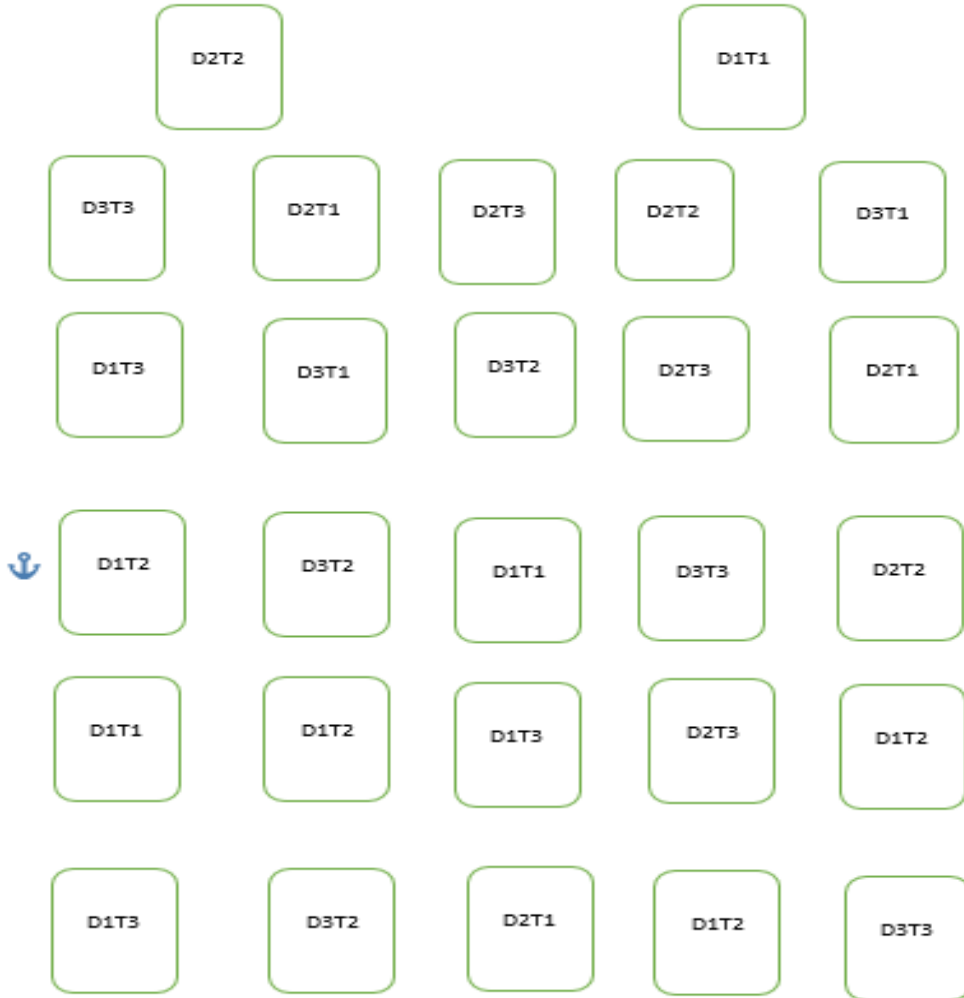 D2T2 D1T1
D3T3 D2T1 D2T3 D2T2 D3T1
D1T3 D3T1 D3T2 D2T3 D2T1
D1T2 D3T2 D1T1 D3T3 D2T2
D1T1 D1T2 D1T3 D2T3 D1T2
D1T3 D3T2 D2T1 D1T2 D3T3